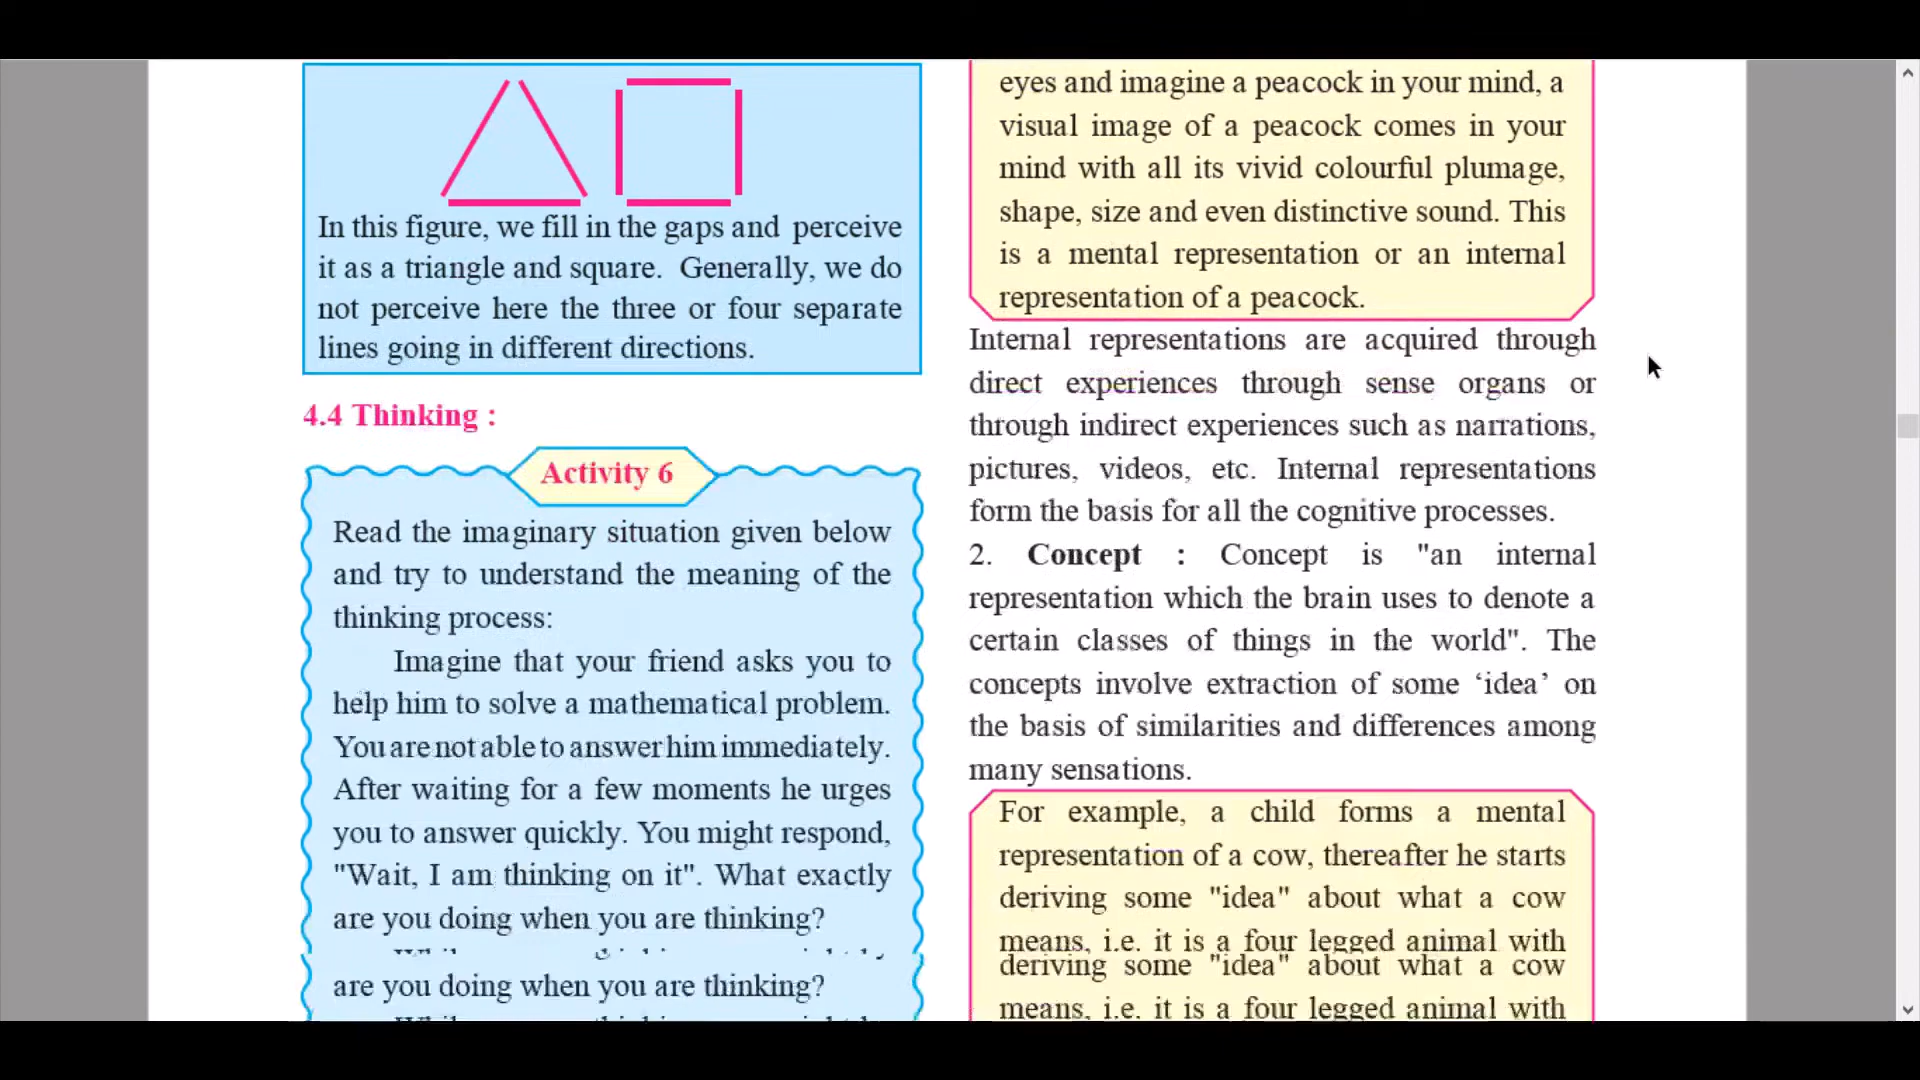 In this figure, we fill in the gaps and perceive
it as a triangle and square. Generally, we do
not perceive here the three or four separate
lines going in different directions.
4.4 Thinking :
Activity 6
Read the imaginary situation given below
and try to understand the meaning of the
thinking process:
Imagine that your friend asks you to
help him to solve a mathematical problem.
You are not able to answer him immediately.
After waiting for a few moments he urges
you to answer quickly. You might respond,
"Wait, I am thinking on it". What exactly
are you doing when you are thinking?
are you doing when you are thinking?
eyes and imagine a peacock in your mind, a
visual image of a peacock comes in your
mind with all its vivid colourful plumage,
shape, size and even distinctive sound. This
is a mental representation or an internal
representation of a peacock.
Internal representations are acquired through
direct experiences through sense organs or
through indirect experiences such as narrations,
pictures, videos, etc. Internal representations
form the basis for all the cognitive processes.
2. Concept : Concept is "an internal
representation which the brain uses to denote a
certain classes of things in the world". The
concepts involve extraction of some ‘idea’ on
the basis of similarities and differences among
many sensations.
For example, a child forms a mental
representation of a cow, thereafter he starts
deriving some "idea" about what a cow
means, i.e. it is a four legged animal with
deriving some "idea" about what a cow
means, i.e. it is a four legged animal with